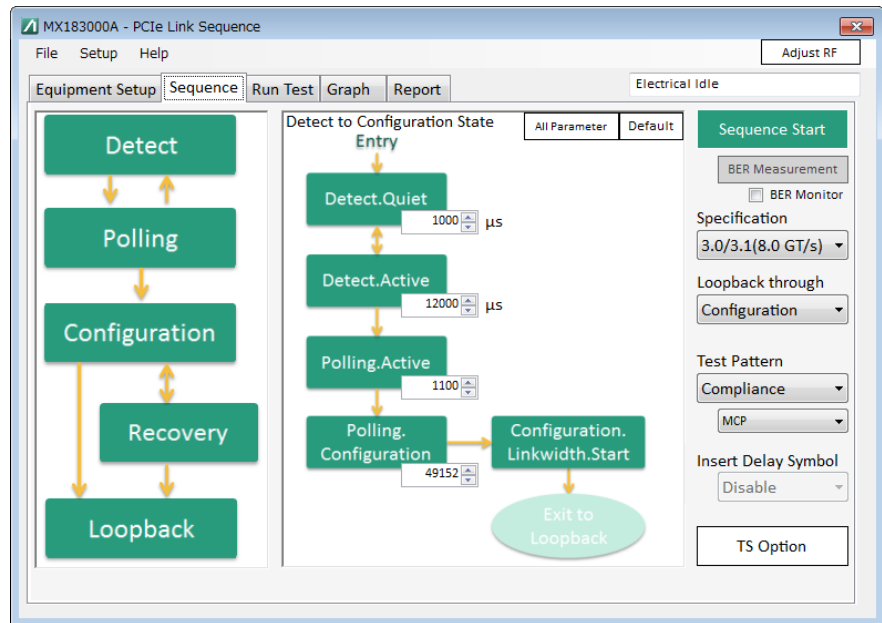 MX183000A - PCIe Link Sequence
File Setup Help
Adjust RF
Equipment Setup Sequence Run Test Graph Report
Electrical Idle
Detect
Polling
Configuration
Recovery
Loopback
Detect to Configuration State
All Parameter Default
Entry
Detect.Quiet
1000 µs
Detect.Active
12000 µs
Polling.Active
1100
Polling.
Configuration
49152
Configuration.
Linkwidth.Start
Exit to
Loopback
Sequence Start
BER Measurement
BER Monitor
Specification
3.0/3.1(8.0 GT/s)
Loopback through
Configuration
Test Pattern
Compliance
MCP
Insert Delay Symbol
Disable
TS Option